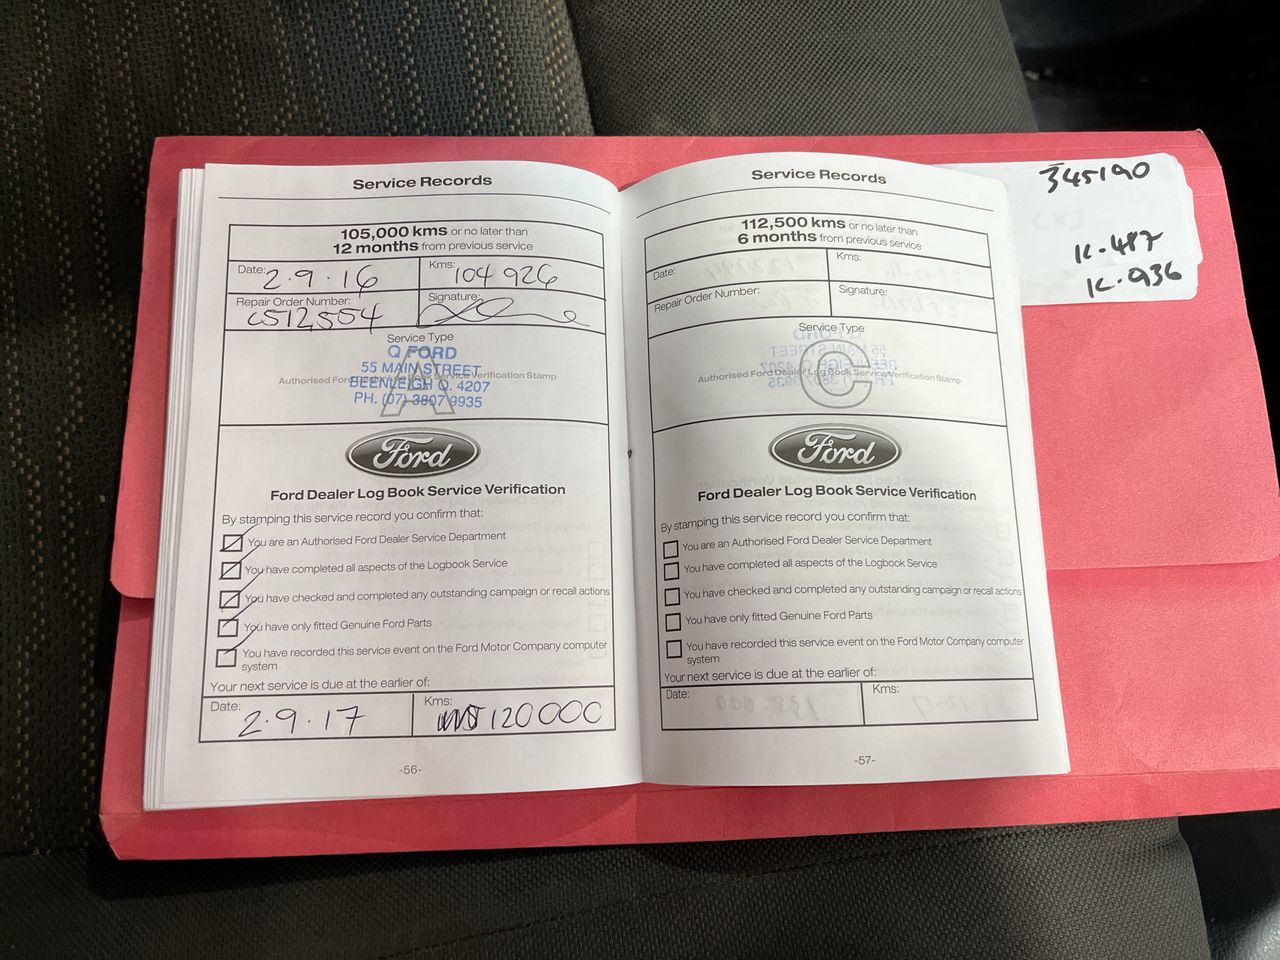 Service Records
105,000 kms or no later than
12 months from previous service
Date: 2.9.16
Kms: 104926
Repair Order Number: C512554
Signature:
Service Type
A
Authorised Ford Dealer Log Book Service Verification Stamp
Q FORD
55 MAIN STREET
BEENLEIGH Q. 4207
PH. (07) 3807 9935
Ford
Ford Dealer Log Book Service Verification
By stamping this service record you confirm that:
You are an Authorised Ford Dealer Service Department
You have completed all aspects of the Logbook Service
You have checked and completed any outstanding campaign or recall actions
You have only fitted Genuine Ford Parts
You have recorded this service event on the Ford Motor Company computer
system
Your next service is due at the earlier of:
Date: 2.9.17
Kms: 120000
-56-
Service Records
112,500 kms or no later than
6 months from previous service
Date:
Kms:
Repair Order Number:
Signature:
Service Type
C
Authorised Ford Dealer Log Book Service Verification Stamp
Ford
Ford Dealer Log Book Service Verification
By stamping this service record you confirm that:
You are an Authorised Ford Dealer Service Department
You have completed all aspects of the Logbook Service
You have checked and completed any outstanding campaign or recall actions
You have only fitted Genuine Ford Parts
You have recorded this service event on the Ford Motor Company computer
system
Your next service is due at the earlier of:
Date:
Kms:
-57-
345190
K.487
K.936